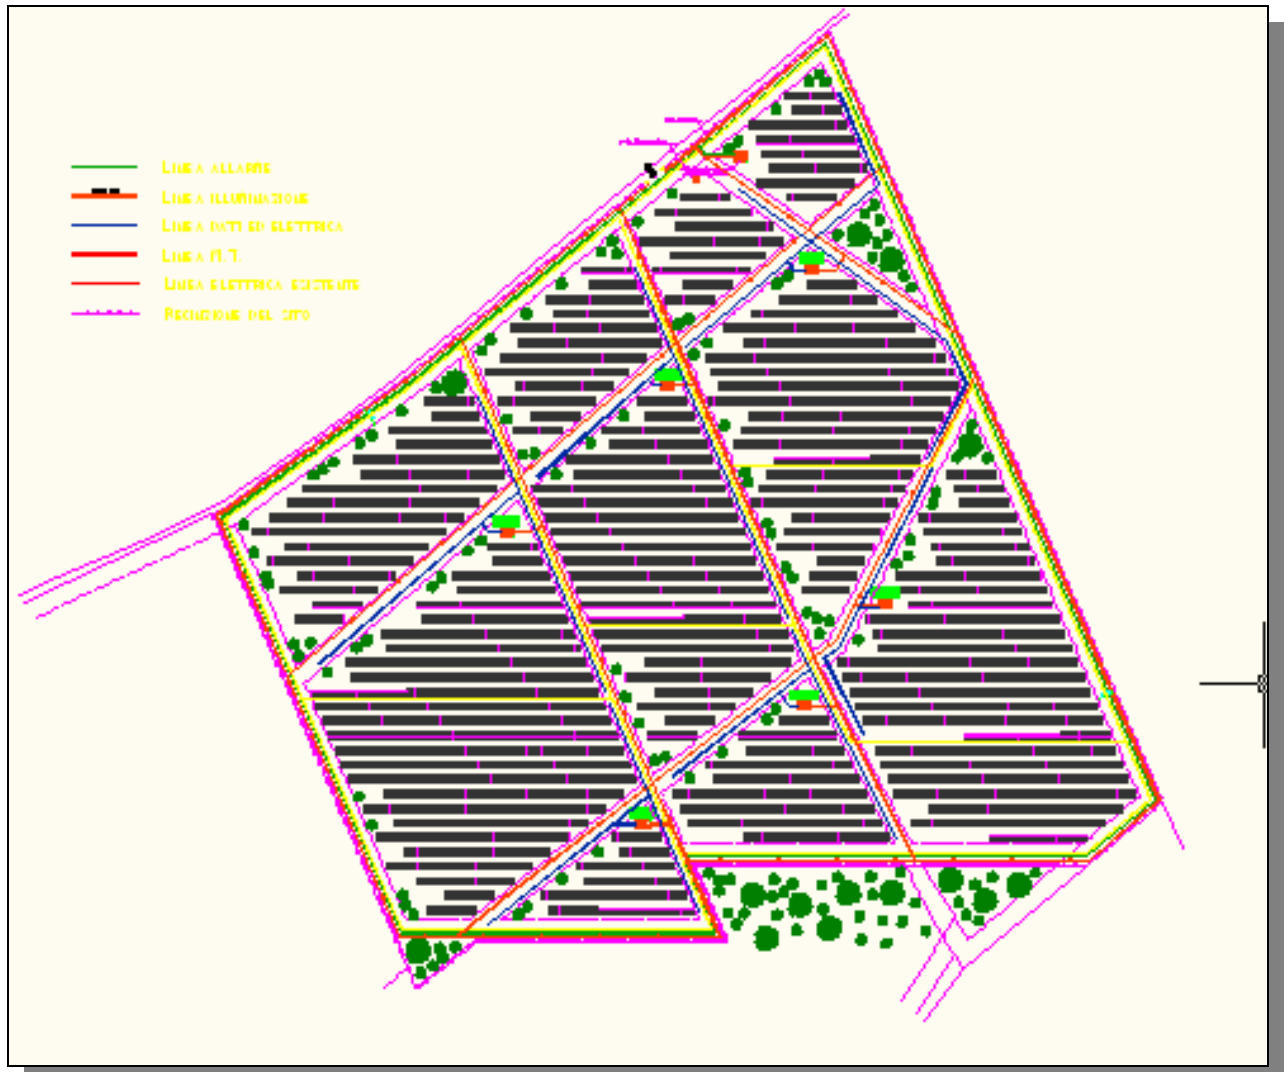 LINEA ALLARME
LINEA ILLUMINAZIONE
LINEA DATI ED ELETTRICA
LINEA M.T.
LINEA ELETTRICA ESISTENTE
RECINZIONE DEL SITO